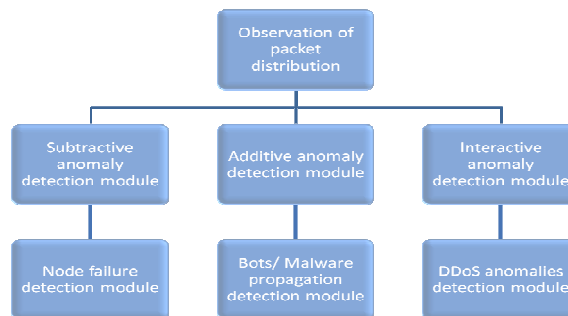 Observation of
packet
distribution
Subtractive
anomaly
detection module
Additive anomaly
detection module
Interactive
anomaly
detection module
Node failure
detection module
Bots/ Malware
propagation
detection module
DDoS anomalies
detection module